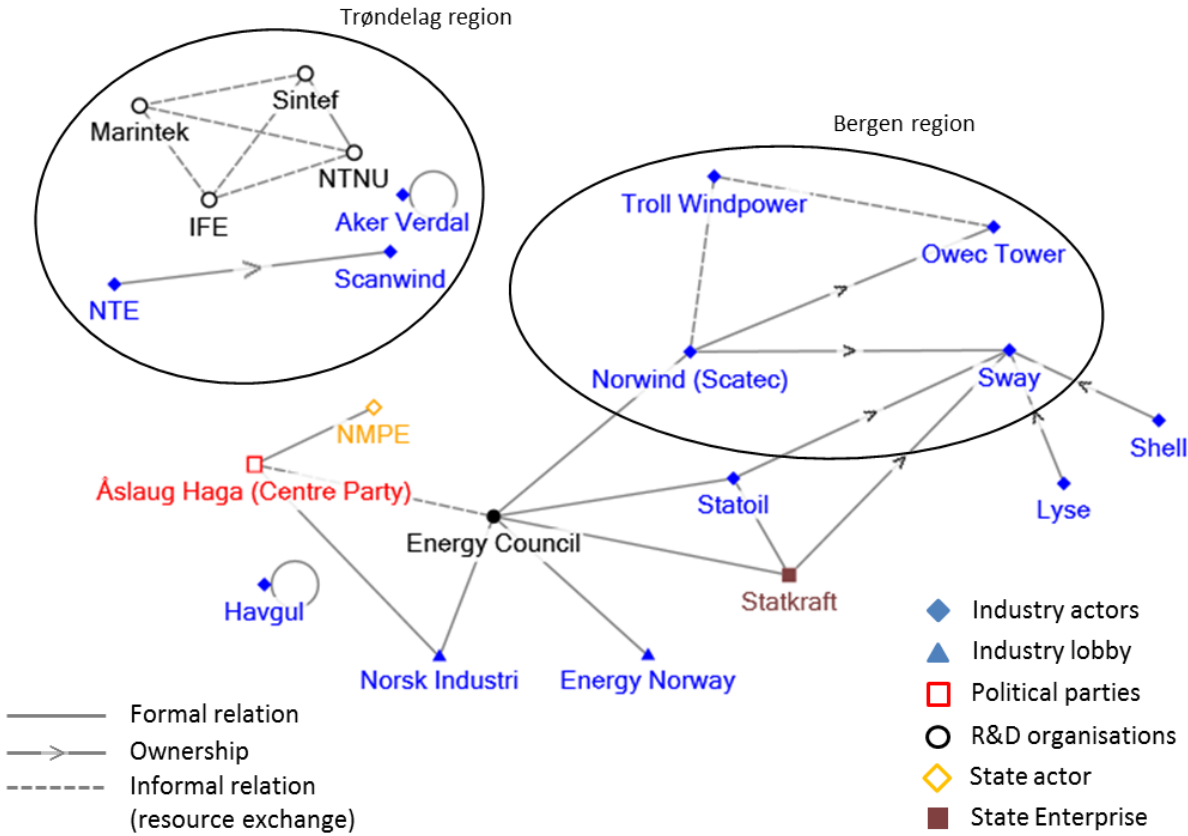 Trøndelag region
Sintef
Marintek
NTNU
IFE
Aker Verdal
Scanwind
NTE
Bergen region
Troll Windpower
Owec Tower
Norwind (Scatec)
Sway
Shell
Lyse
NMPE
Åslaug Haga (Centre Party)
Statoil
Energy Council
Statkraft
Havgul
Norsk Industri
Energy Norway
Formal relation
Ownership
Informal relation
(resource exchange)
Industry actors
Industry lobby
Political parties
R&D organisations
State actor
State Enterprise